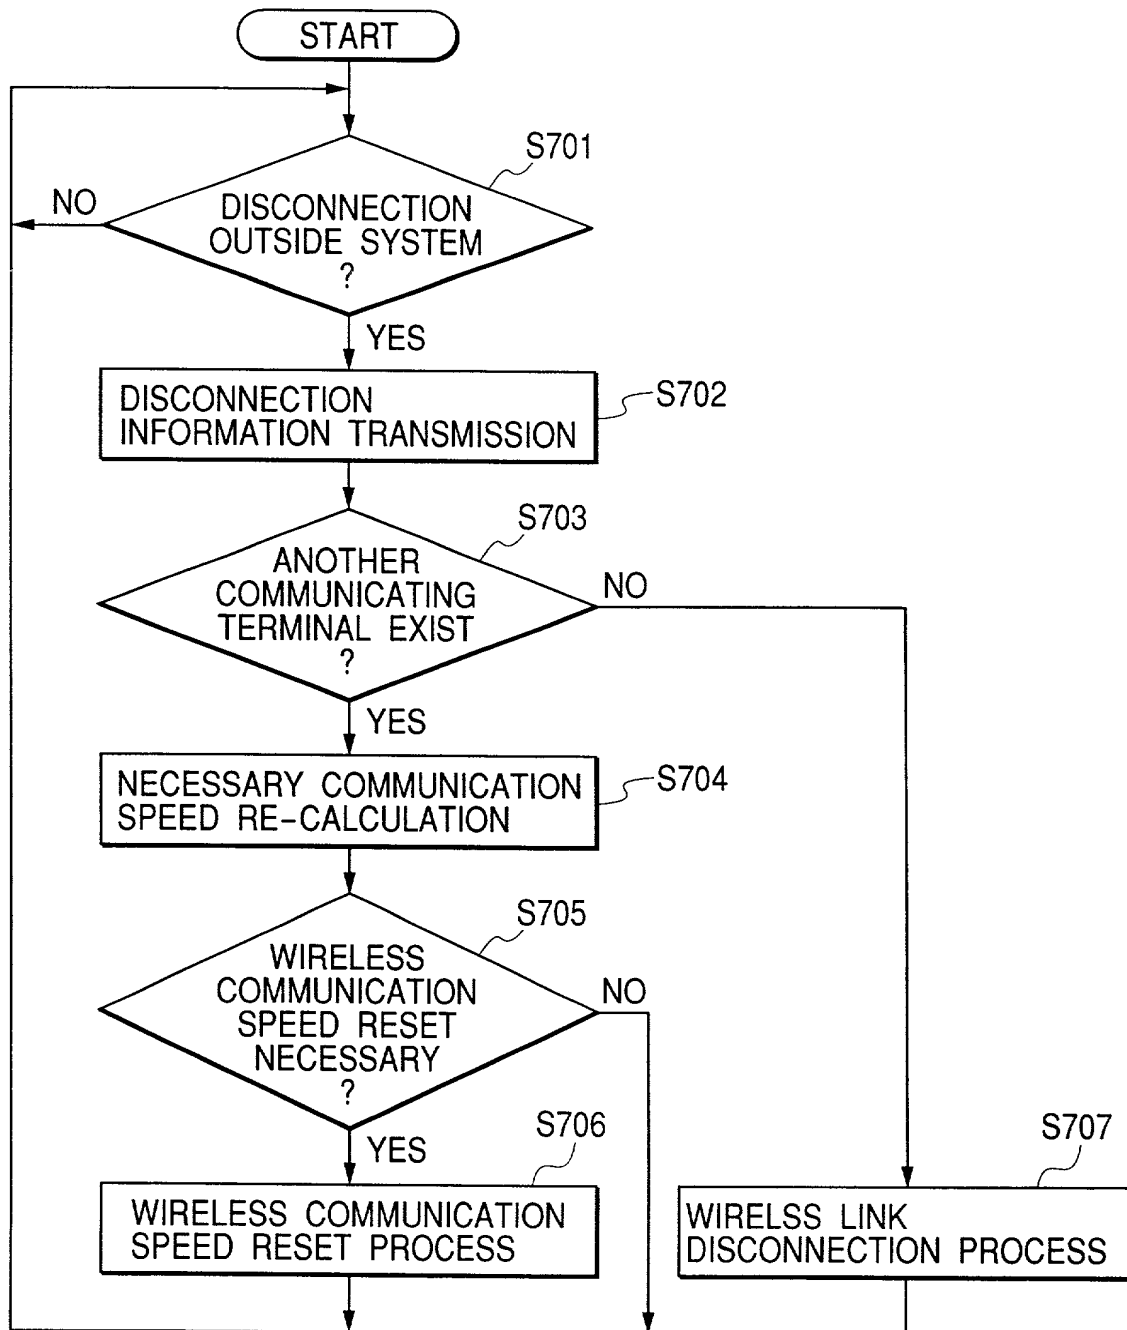 START
S701
NO
DISCONNECTION
OUTSIDE SYSTEM
?
YES
DISCONNECTION
INFORMATION TRANSMISSION
S702
S703
ANOTHER
COMMUNICATING
TERMINAL EXIST
?
NO
YES
NECESSARY COMMUNICATION
SPEED RE-CALCULATION
S704
S705
WIRELESS
COMMUNICATION
SPEED RESET
NECESSARY
?
NO
YES
S706
S707
WIRELESS COMMUNICATION
SPEED RESET PROCESS
WIRELSS LINK
DISCONNECTION PROCESS